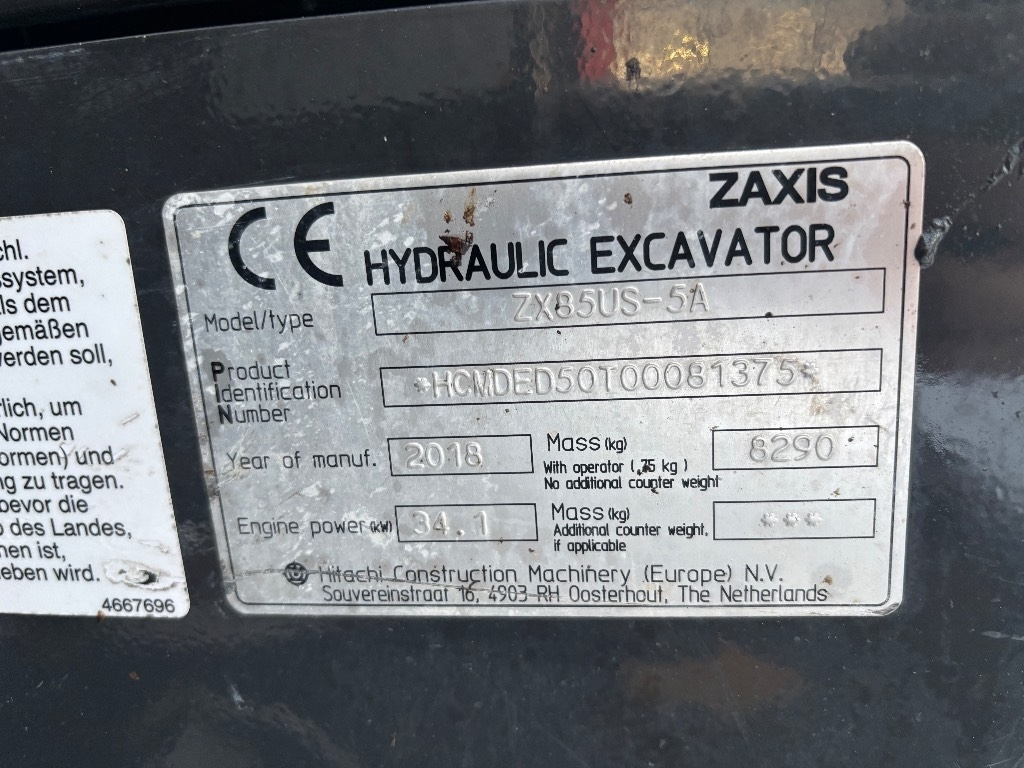 chl.
ssystem,
ls dem
gemäßen
verden soll,
rlich, um
Normen
ormen) und
ng zu tragen.
bevor die
o des Landes,
nen ist,
leben wird.
4667696
ZAXIS
CE HYDRAULIC EXCAVATOR
Model/type ZX85US-5A
Product
Identification *HCMDED50T00081375*
Number
Year of manuf. 2018 Mass (kg) 8290
With operator (75 kg)
No additional counter weight
Engine power (kW) 34.1 Mass (kg) ***
Additional counter weight,
if applicable
Hitachi Construction Machinery (Europe) N.V.
Souvereinstraat 16, 4903-RH Oosterhout, The Netherlands